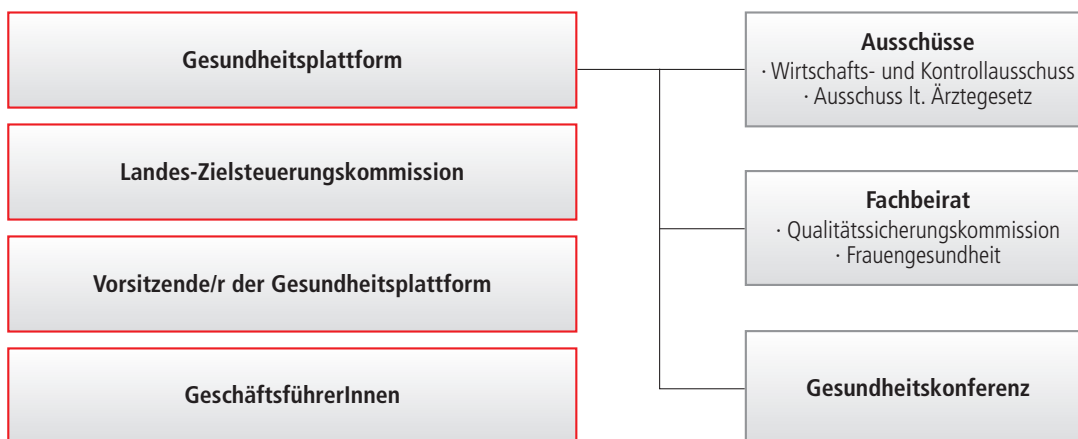 Gesundheitsplattform
Landes-Zielsteuerungskommission
Vorsitzende/r der Gesundheitsplattform
GeschäftsführerInnen
Ausschüsse
· Wirtschafts- und Kontrollausschuss
· Ausschuss lt. Ärztegesetz
Fachbeirat
· Qualitätssicherungskommission
· Frauengesundheit
Gesundheitskonferenz